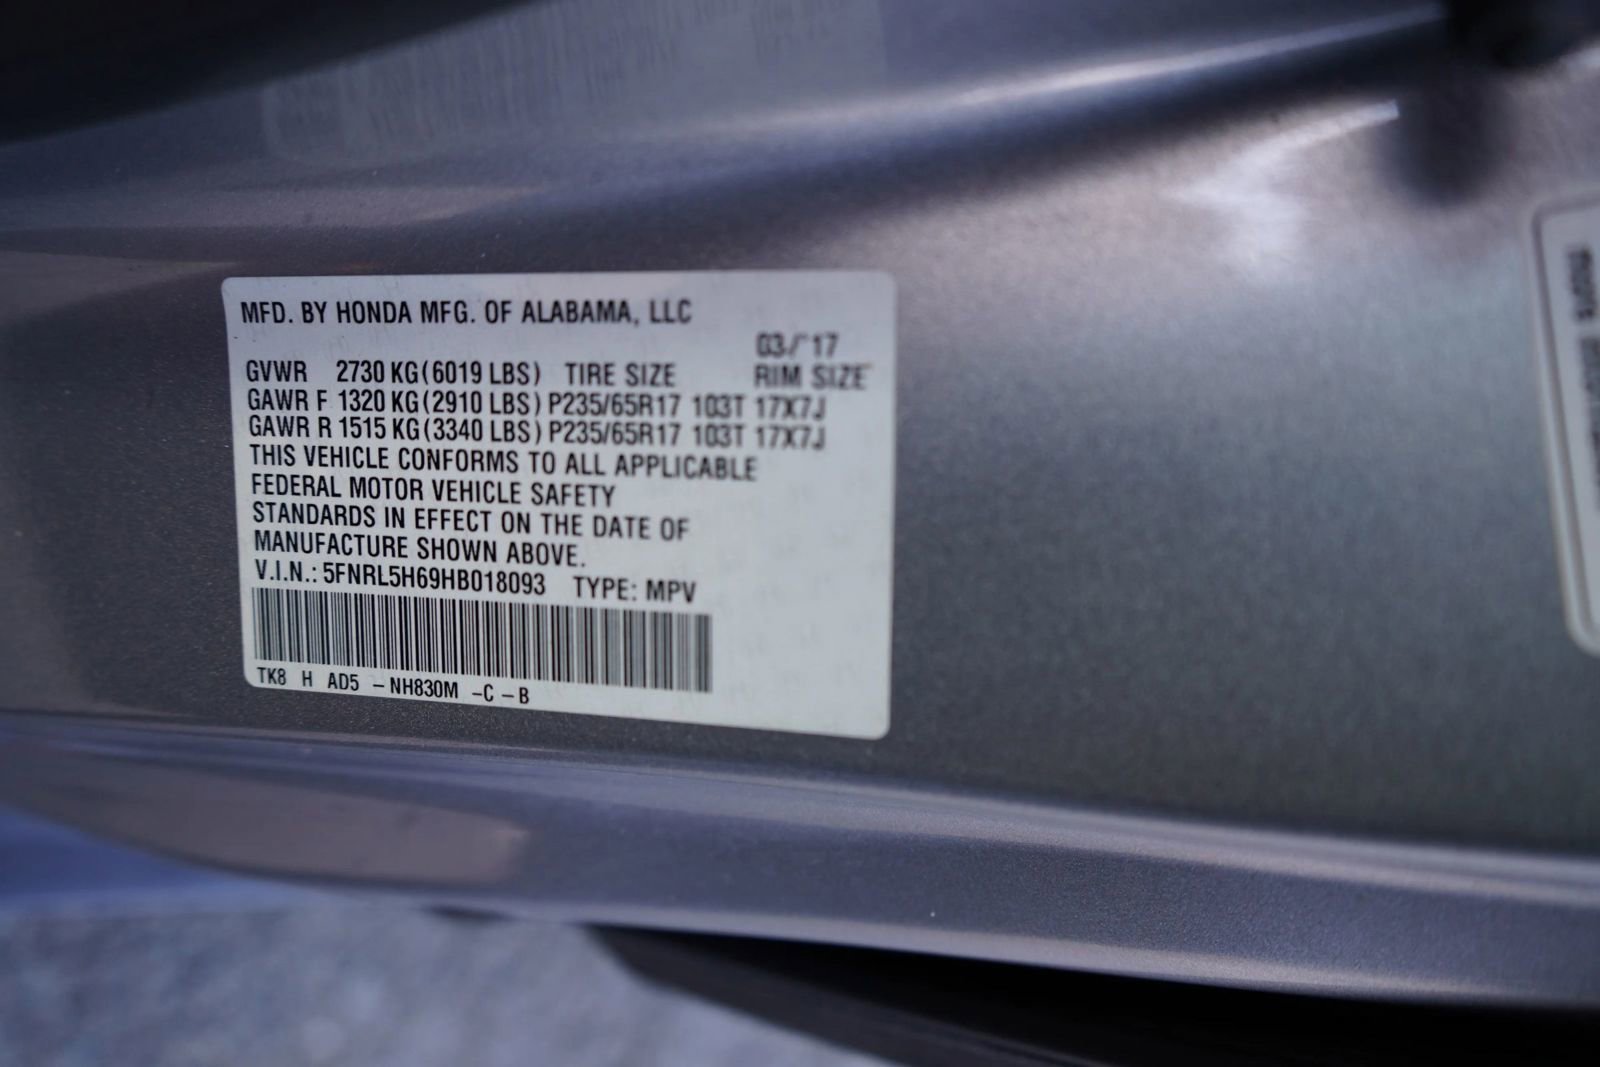 MFD. BY HONDA MFG. OF ALABAMA, LLC
03/'17
GVWR 2730 KG(6019 LBS) TIRE SIZE RIM SIZE
GAWR F 1320 KG(2910 LBS) P235/65R17 103T 17X7J
GAWR R 1515 KG(3340 LBS) P235/65R17 103T 17X7J
THIS VEHICLE CONFORMS TO ALL APPLICABLE
FEDERAL MOTOR VEHICLE SAFETY
STANDARDS IN EFFECT ON THE DATE OF
MANUFACTURE SHOWN ABOVE.
V.I.N.: 5FNRL5H69HB018093 TYPE: MPV
TK8 H AD5 -NH830M -C -B